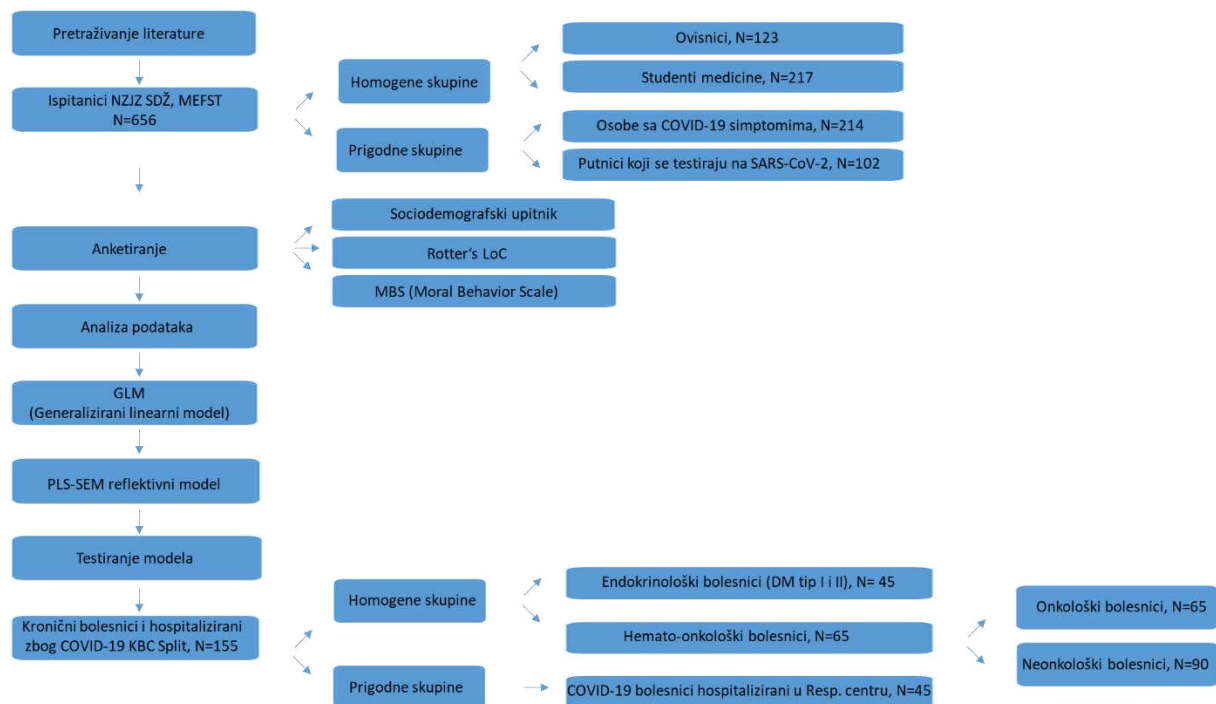 Pretraživanje literature
Ispitanici NZJZ SDŽ, MEFST
N=656
Homogene skupine
Ovisnici, N=123
Studenti medicine, N=217
Prigodne skupine
Osobe sa COVID-19 simptomima, N=214
Putnici koji se testiraju na SARS-CoV-2, N=102
Anketiranje
Sociodemografski upitnik
Rotter's LoC
MBS (Moral Behavior Scale)
Analiza podataka
GLM
(Generalizirani linearni model)
PLS-SEM reflektivni model
Testiranje modela
Kronični bolesnici i hospitalizirani
zbog COVID-19 KBC Split, N=155
Homogene skupine
Endokrinološki bolesnici (DM tip I i II), N= 45
Hemato-onkološki bolesnici, N=65
Onkološki bolesnici, N=65
Neonkološki bolesnici, N=90
Prigodne skupine
COVID-19 bolesnici hospitalizirani u Resp. centru, N=45